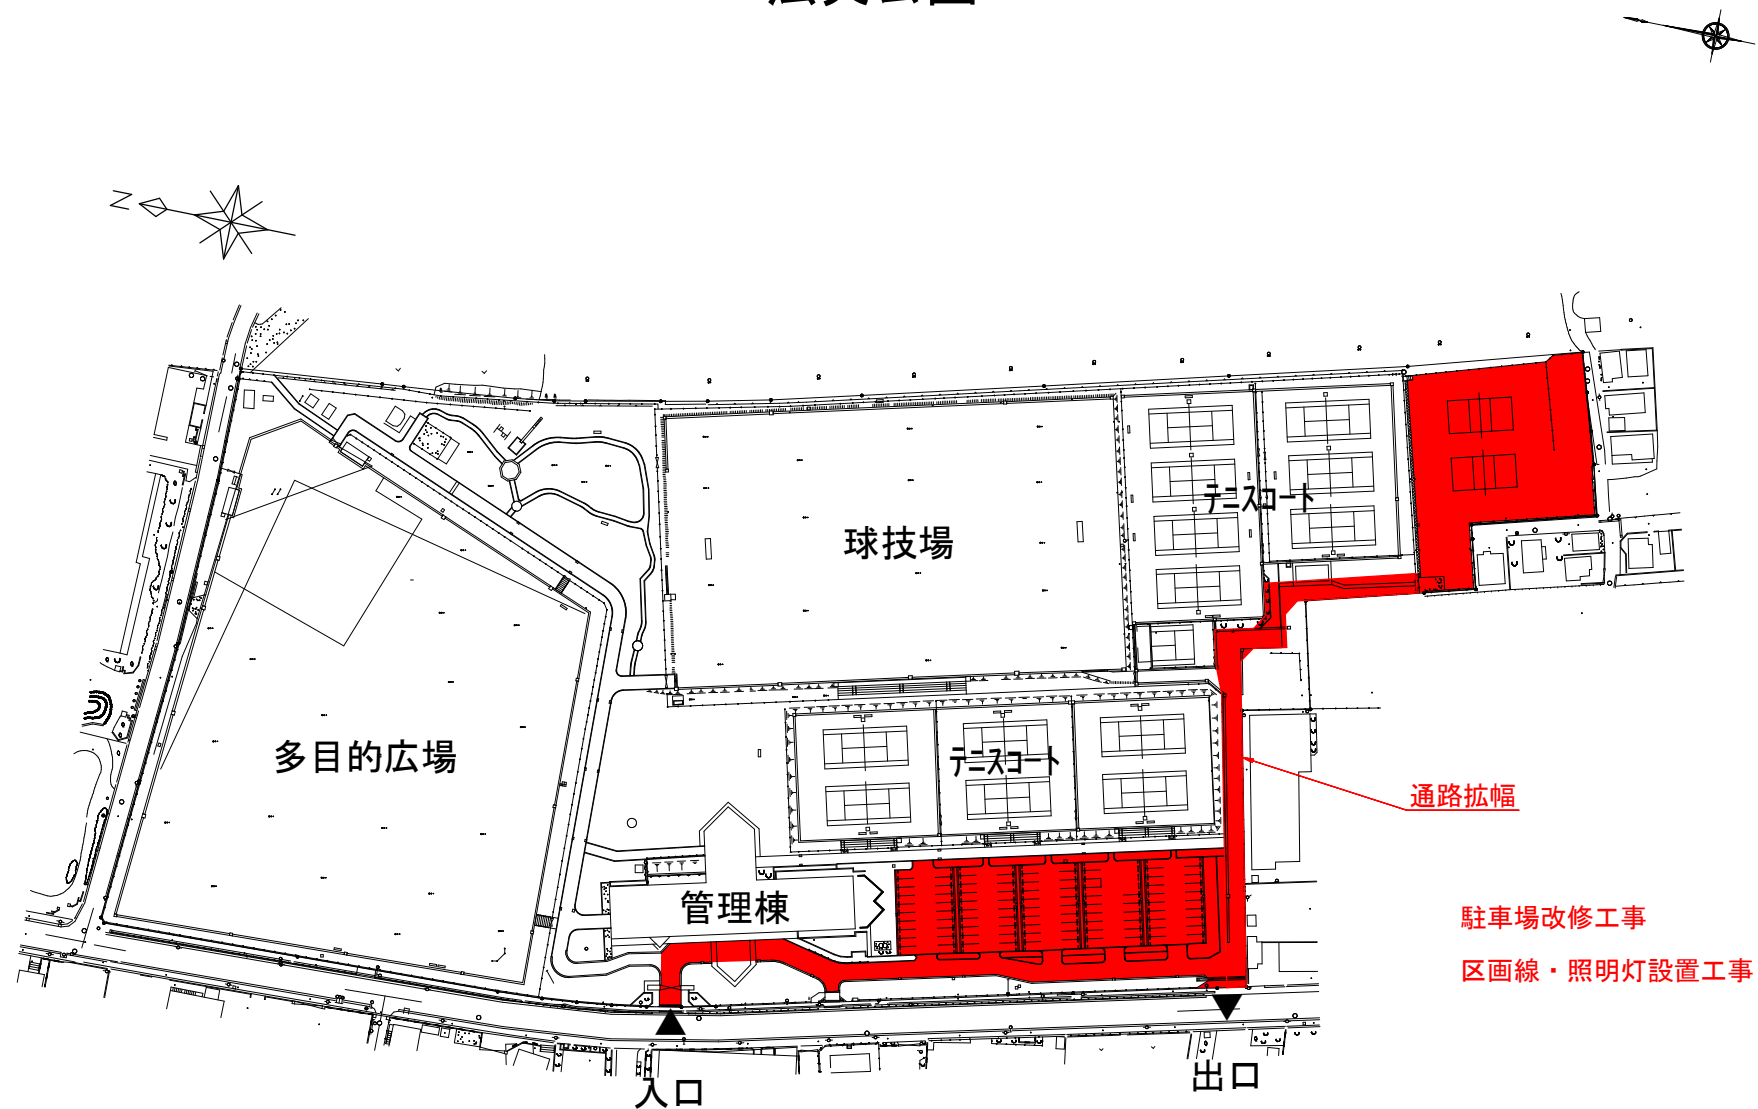 N
テニスコート
球技場
多目的広場
テニスコート
通路拡幅
管理棟
駐車場改修工事
区画線・照明灯設置工事
入口
出口